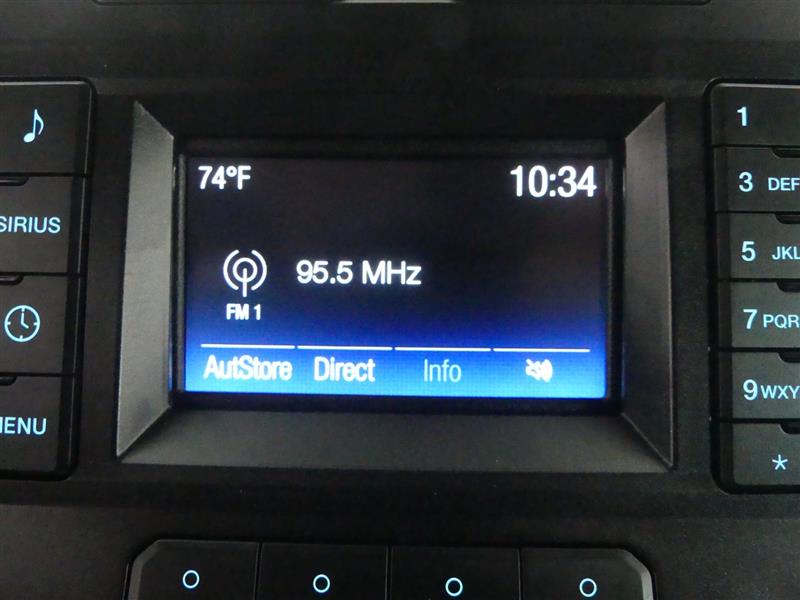 74°F
10:34
95.5 MHz
FM 1
AutStore
Direct
Info
SIRIUS
MENU
1
3 DEF
5 JKL
7 PQR
9 WXY
*